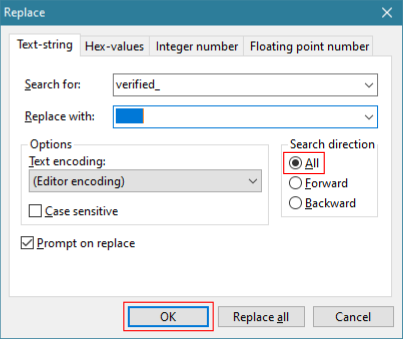 Replace
Text-string Hex-values Integer number Floating point number
Search for: verified_
Replace with:
Options
Text encoding:
(Editor encoding)
Case sensitive
Search direction
All
Forward
Backward
Prompt on replace
OK Replace all Cancel